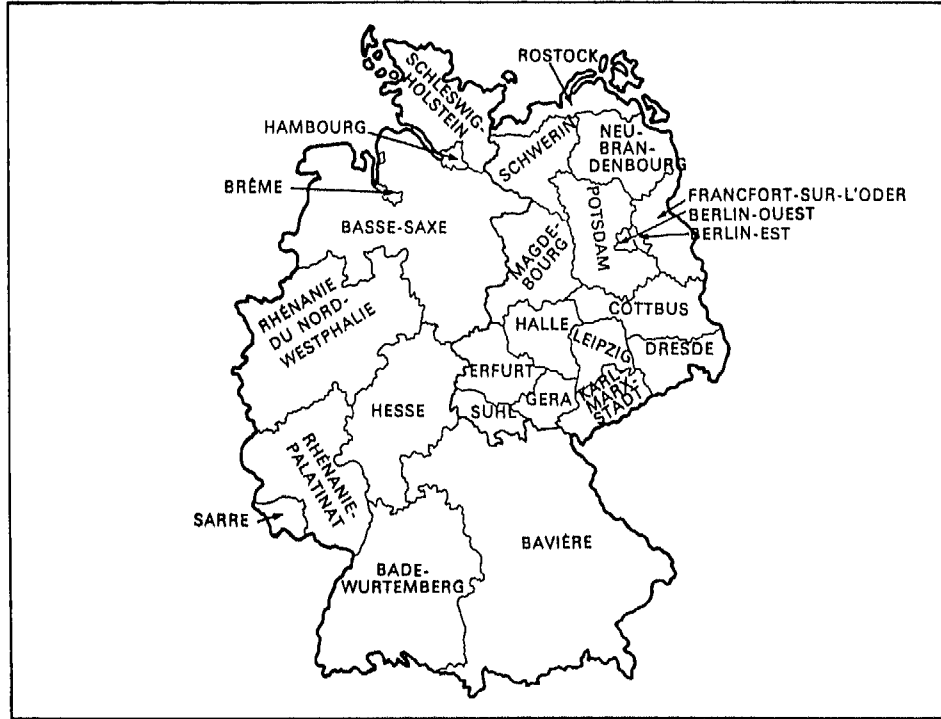 ROSTOCK
SCHLESWIG-
HOLSTEIN
HAMBOURG
SCHWERIN
NEU-
BRAN-
DENBOURG
BRÊME
FRANCFORT-SUR-L'ODER
BERLIN-OUEST
BERLIN-EST
POTSDAM
BASSE-SAXE
MAGDE-
BOURG
RHÉNANIE
DU NORD-
WESTPHALIE
COTTBUS
HALLE
LEIPZIG
DRESDE
ERFURT
KARL-
MARX-
STADT
GERA
SUHL
HESSE
RHÉNANIE-
PALATINAT
SARRE
BAVIÈRE
BADE-
WURTEMBERG